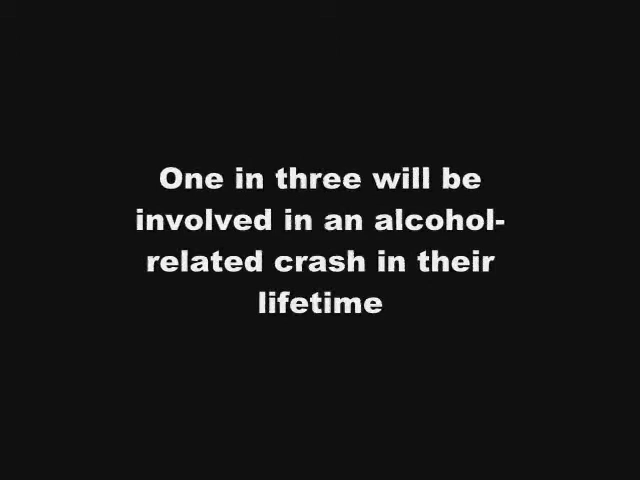 One in three will be
involved in an alcohol-
related crash in their
lifetime